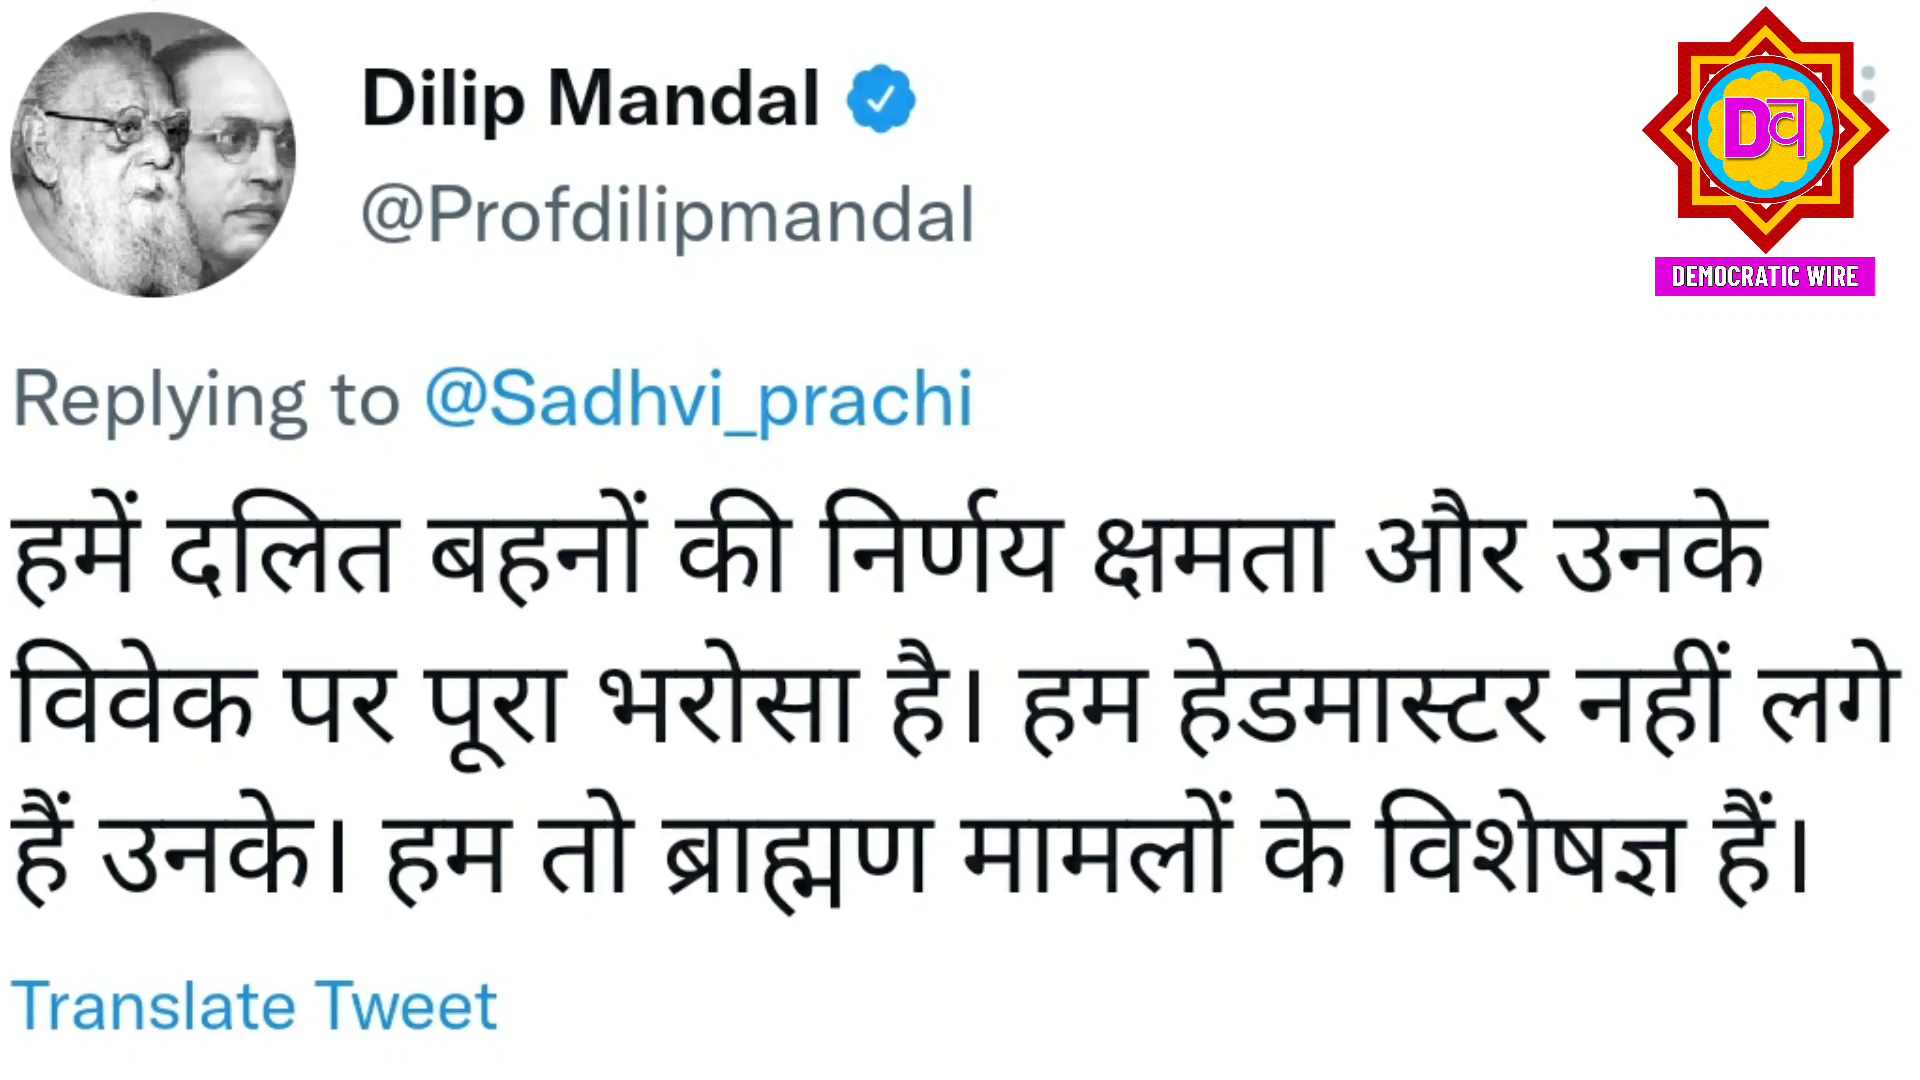 Dilip Mandal
@Profdilipmandal
Dव
DEMOCRATIC WIRE
Replying to @Sadhvi_prachi
हमें दलित बहनों की निर्णय क्षमता और उनके
विवेक पर पूरा भरोसा है। हम हेडमास्टर नहीं लगे
हैं उनके। हम तो ब्राह्मण मामलों के विशेषज्ञ हैं।
Translate Tweet